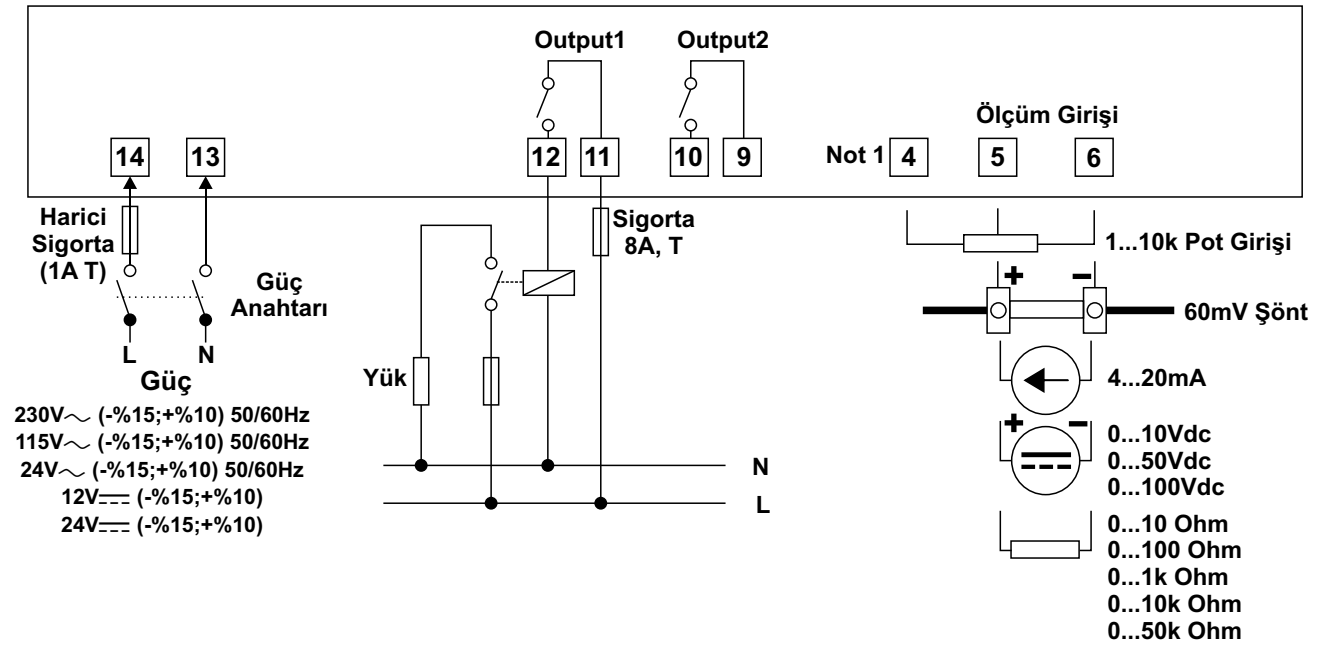 Output1
Output2
Ölçüm Girişi
14
13
12
11
10
9
Not 1
4
5
6
Harici
Sigorta
(1A T)
Güç
Anahtarı
L
N
Güç
230V～ (-%15;+%10) 50/60Hz
115V～ (-%15;+%10) 50/60Hz
24V～ (-%15;+%10) 50/60Hz
12V⎓ (-%15;+%10)
24V⎓ (-%15;+%10)
Sigorta
8A, T
Yük
N
L
1...10k Pot Girişi
+ -
60mV Şönt
4...20mA
+ -
0...10Vdc
0...50Vdc
0...100Vdc
0...10 Ohm
0...100 Ohm
0...1k Ohm
0...10k Ohm
0...50k Ohm